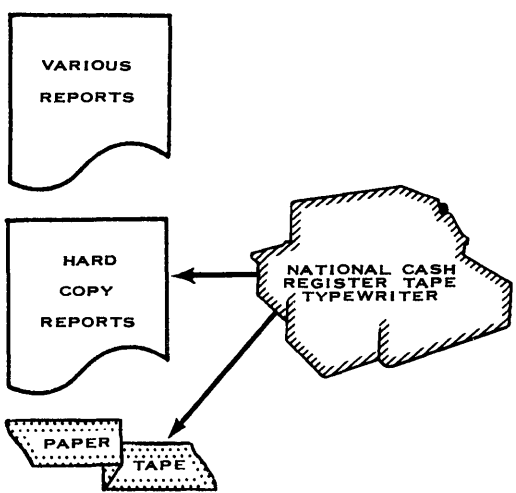 VARIOUS
REPORTS
HARD
COPY
REPORTS
NATIONAL CASH
REGISTER TAPE
TYPEWRITER
PAPER
TAPE